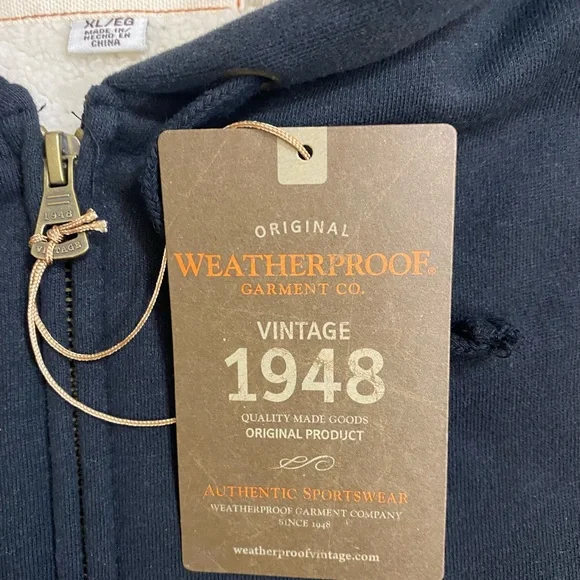 XL/EG
MADE IN/
HECHO EN
CHINA
ORIGINAL
WEATHERPROOF®
GARMENT CO.
VINTAGE
1948
QUALITY MADE GOODS
ORIGINAL PRODUCT
AUTHENTIC SPORTSWEAR
WEATHERPROOF GARMENT COMPANY
SINCE 1948
weatherproofvintage.com